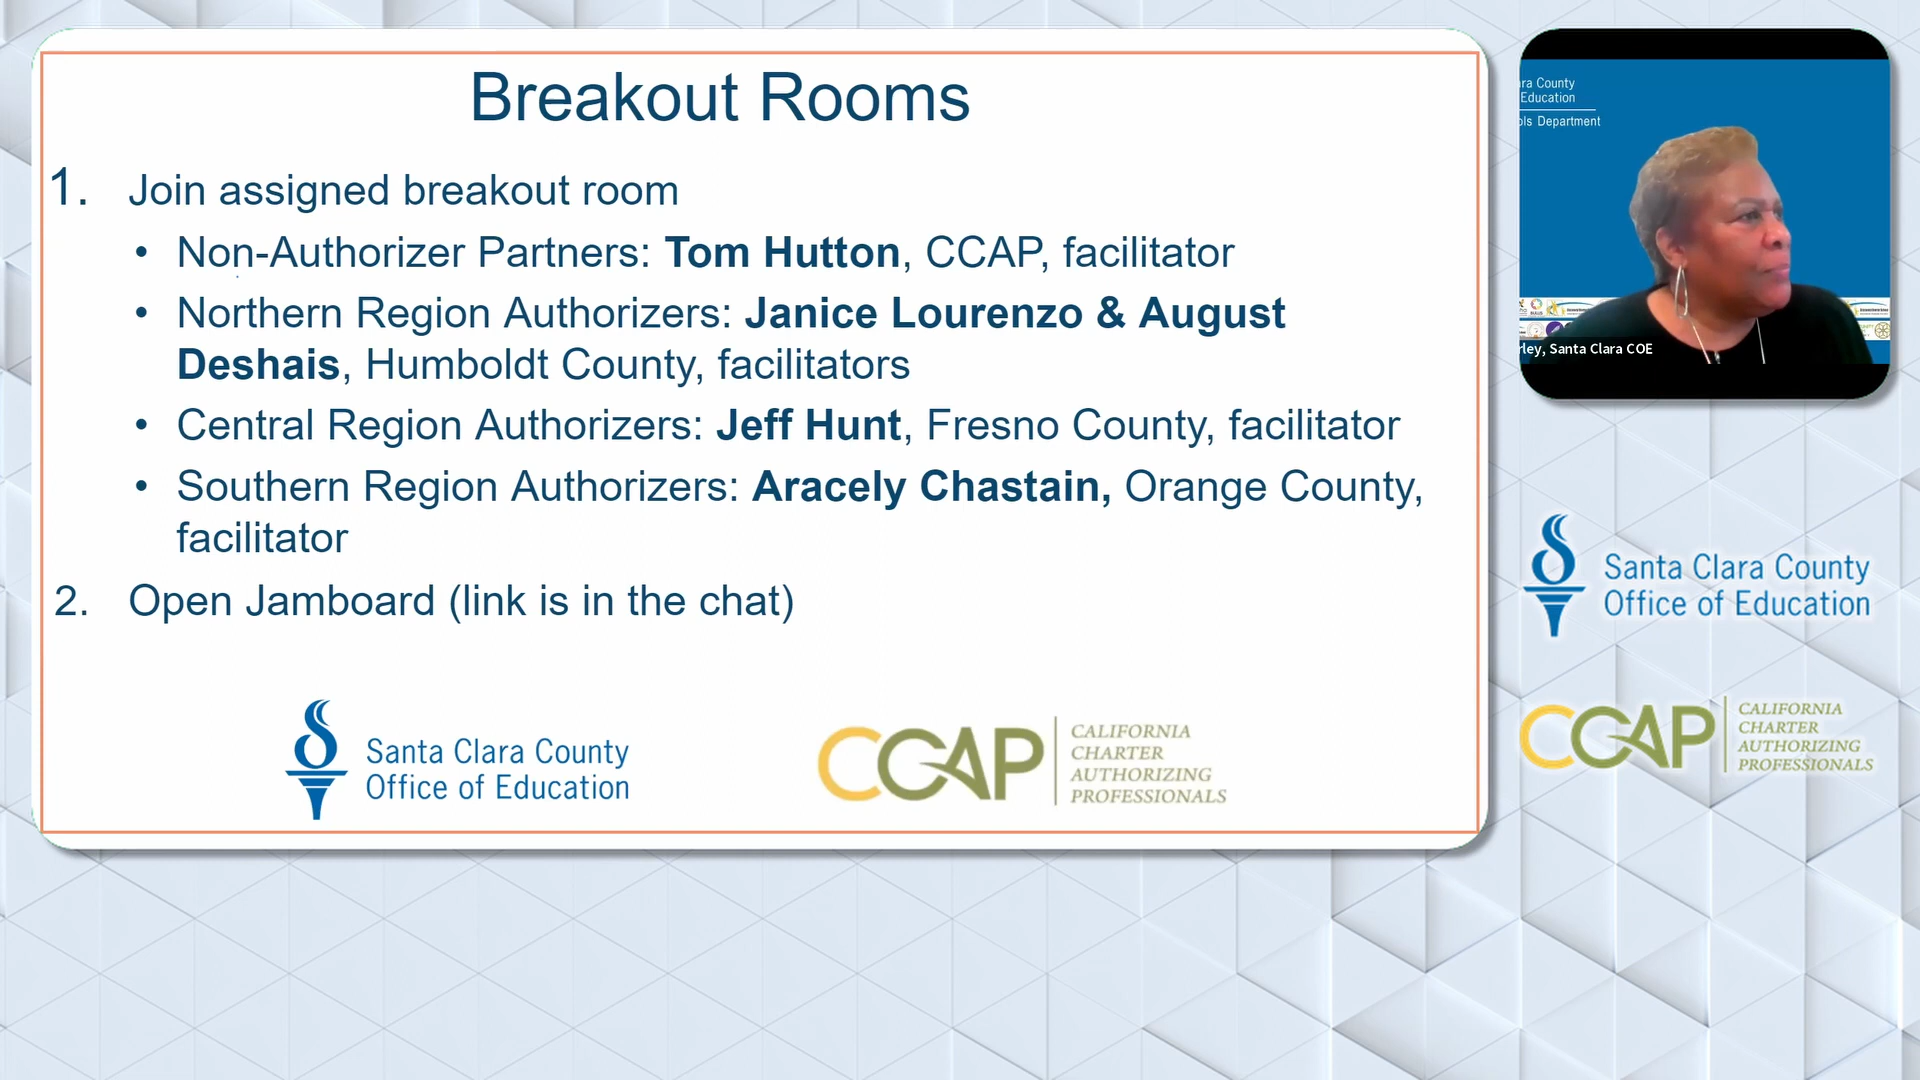 Breakout Rooms
1. Join assigned breakout room
• Non-Authorizer Partners: Tom Hutton, CCAP, facilitator
• Northern Region Authorizers: Janice Lourenzo & August
Deshais, Humboldt County, facilitators
• Central Region Authorizers: Jeff Hunt, Fresno County, facilitator
• Southern Region Authorizers: Aracely Chastain, Orange County,
facilitator
2. Open Jamboard (link is in the chat)
Santa Clara County
Office of Education
CCAP
CALIFORNIA
CHARTER
AUTHORIZING
PROFESSIONALS
County
Education
Department
Santa Clara COE
Santa Clara County
Office of Education
CCAP
CALIFORNIA
CHARTER
AUTHORIZING
PROFESSIONALS